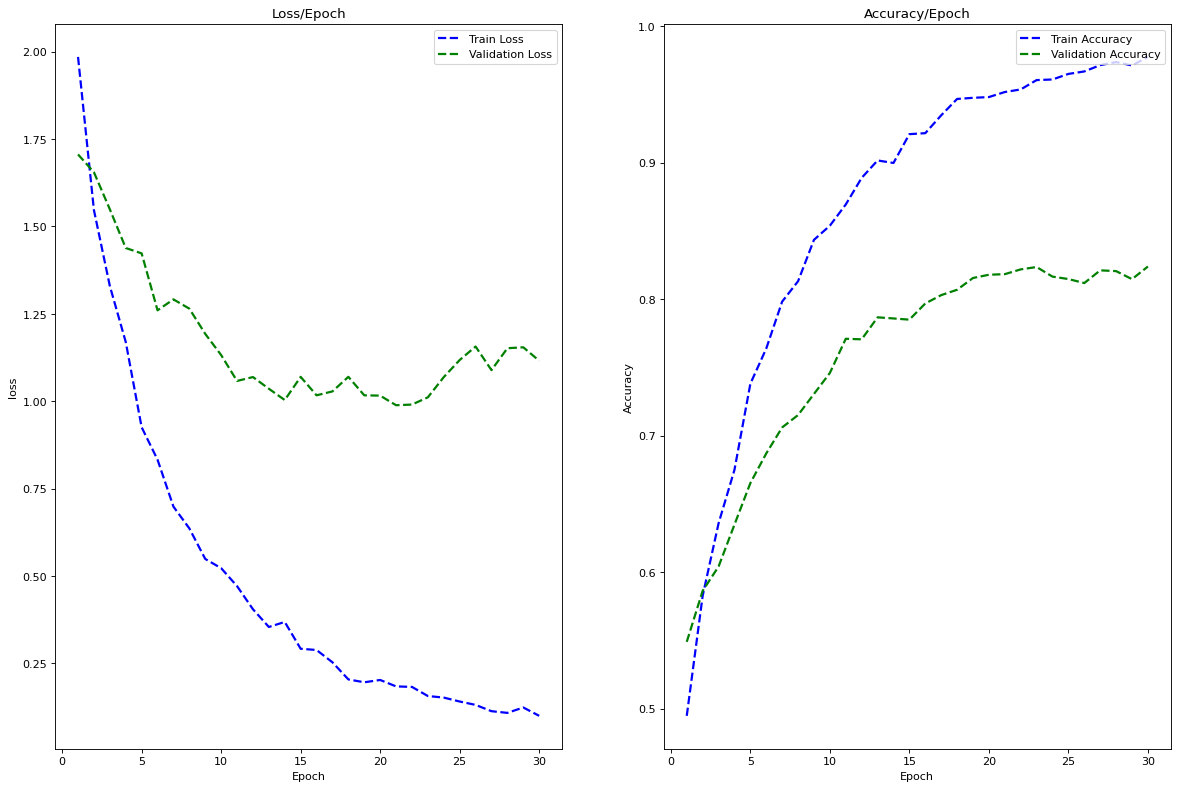 Loss/Epoch
Train Loss
Validation Loss
2.00
1.75
1.50
1.25
1.00
0.75
0.50
0.25
loss
0 5 10 15 20 25 30
Epoch
Accuracy/Epoch
Train Accuracy
Validation Accuracy
1.0
0.9
0.8
0.7
0.6
0.5
Accuracy
0 5 10 15 20 25 30
Epoch